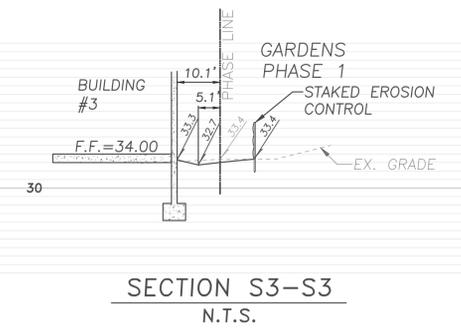 PHASE LINE
GARDENS
PHASE 1
10.1'
BUILDING
#3
5.1'
STAKED EROSION
CONTROL
33.3
32.7
33.4
33.4
F.F.=34.00
EX. GRADE
30
SECTION S3-S3
N.T.S.